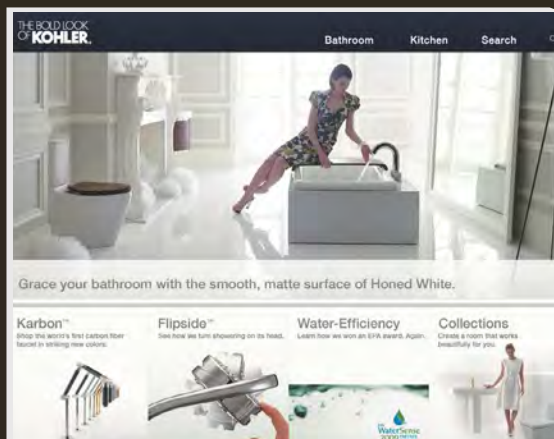 THE BOLD LOOK
OF KOHLER.
Bathroom Kitchen Search
Grace your bathroom with the smooth, matte surface of Honed White.
Karbon™
Shop the world's first carbon fiber
faucet in striking new colors.
Flipside™
See how we turn showering on its head.
Water-Efficiency
Learn how we won an EPA award. Again.
Collections
Create a room that works
beautifully for you.
WaterSense
2009